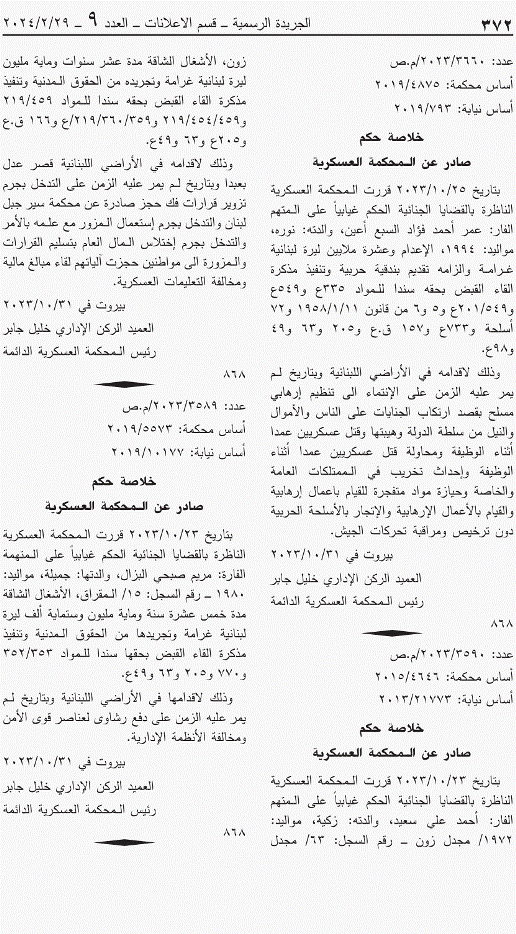 ٣٧٢
الجريدة الرسمية ـ قسم الاعلانات ـ العدد ٩ ـ ٢٠٢٤/٢/٢٩
عدد: ٢٠٢٣/٣٦٦٠/م.ص
أساس محكمة: ٢٠١٩/٤٨٧٥
أساس نيابة: ٢٠١٩/٧٩٣
خلاصة حكم
صادر عن المحكمة العسكرية
بتاريخ ٢٠٢٣/١٠/٢٥ قررت المحكمة العسكرية
الناظرة بالقضايا الجنائية الحكم غيابياً على المتهم
الفار: عمر أحمد فؤاد السبع أعين، والدته: نوره،
مواليد: ١٩٩٤، الإعدام وعشرة ملايين ليرة لبنانية
غرامة والزامه تقديم بندقية حربية وتنفيذ مذكرة
القاء القبض بحقه سندا للمواد ٣٣٥ع و٥٤٩ع
و٢٠١/٥٤٩ع و٥ و٦ من قانون ١٩٥٨/١/١١ و٧٢
أسلحة و٧٣٣ع و١٥٧ ق.ع و٢٠٥ و٦٣ و٤٩
و٩٨ع.
وذلك لاقدامه في الأراضي اللبنانية وبتاريخ لم
يمر عليه الزمن على الإنتماء الى تنظيم إرهابي
مسلح بقصد ارتكاب الجنايات على الناس والأموال
والنيل من سلطة الدولة وهيبتها وقتل عسكريين عمدا
أثناء الوظيفة ومحاولة قتل عسكريين عمدا أثناء
الوظيفة وإحداث تخريب في الممتلكات العامة
والخاصة وحيازة مواد متفجرة للقيام باعمال إرهابية
والقيام بالأعمال الإرهابية والإتجار بالأسلحة الحربية
دون ترخيص ومراقبة تحركات الجيش.
بيروت في ٢٠٢٣/١٠/٣١
العميد الركن الإداري خليل جابر
رئيس المحكمة العسكرية الدائمة
٨٦٨
عدد: ٢٠٢٣/٣٥٩٠/م.ص
أساس محكمة: ٢٠١٥/٤٦٤٦
أساس نيابة: ٢٠١٣/٢١٧٧٣
خلاصة حكم
صادر عن المحكمة العسكرية
بتاريخ ٢٠٢٣/١٠/٢٣ قررت المحكمة العسكرية
الناظرة بالقضايا الجنائية الحكم غيابياً على المتهم
الفار: أحمد علي سعيد، والدته: زكية، مواليد:
١٩٧٢/ مجدل زون ـ رقم السجل: ٦٣/ مجدل
زون، الأشغال الشاقة مدة عشر سنوات وماية مليون
ليرة لبنانية غرامة وتجريده من الحقوق المدنية وتنفيذ
مذكرة القاء القبض بحقه سندا للمواد ٢١٩/٤٥٩
و٢١٩/٤٥٤/٤٥٩ و٢١٩/٣٦٠/٣٥٩/ع و١٦٦ ق.ع
و٢٠٥ع و٦٣ و٤٩ع.
وذلك لاقدامه في الأراضي اللبنانية قصر عدل
بعبدا وبتاريخ لم يمر عليه الزمن على التدخل بجرم
تزوير قرارات فك حجز صادرة عن محكمة سير جبل
لبنان والتدخل بجرم إستعمال المزور مع علمه بالأمر
والتدخل بجرم إختلاس المال العام بتسليم القرارات
والمزورة الى مواطنين حجزت آلياتهم لقاء مبالغ مالية
ومخالفة التعليمات العسكرية.
بيروت في ٢٠٢٣/١٠/٣١
العميد الركن الإداري خليل جابر
رئيس المحكمة العسكرية الدائمة
٨٦٨
عدد: ٢٠٢٣/٣٥٨٩/م.ص
أساس محكمة: ٢٠١٩/٥٥٧٣
أساس نيابة: ٢٠١٩/١٠١٧٧
خلاصة حكم
صادر عن المحكمة العسكرية
بتاريخ ٢٠٢٣/١٠/٢٣ قررت المحكمة العسكرية
الناظرة بالقضايا الجنائية الحكم غيابياً على المتهمة
الفارة: مريم صبحي البزال، والدتها: جميلة، مواليد:
١٩٨٠ ـ رقم السجل: ١٥/ المقراق، الأشغال الشاقة
مدة خمس عشرة سنة وماية مليون وستماية ألف ليرة
لبنانية غرامة وتجريدها من الحقوق المدنية وتنفيذ
مذكرة القاء القبض بحقها سندا للمواد ٣٥٢/٣٥٣
و٧٧٠ و٢٠٥ و٦٣ و٤٩ع.
وذلك لاقدامها في الأراضي اللبنانية وبتاريخ لم
يمر عليه الزمن على دفع رشاوى لعناصر قوى الأمن
ومخالفة الأنظمة الإدارية.
بيروت في ٢٠٢٣/١٠/٣١
العميد الركن الإداري خليل جابر
رئيس المحكمة العسكرية الدائمة
٨٦٨